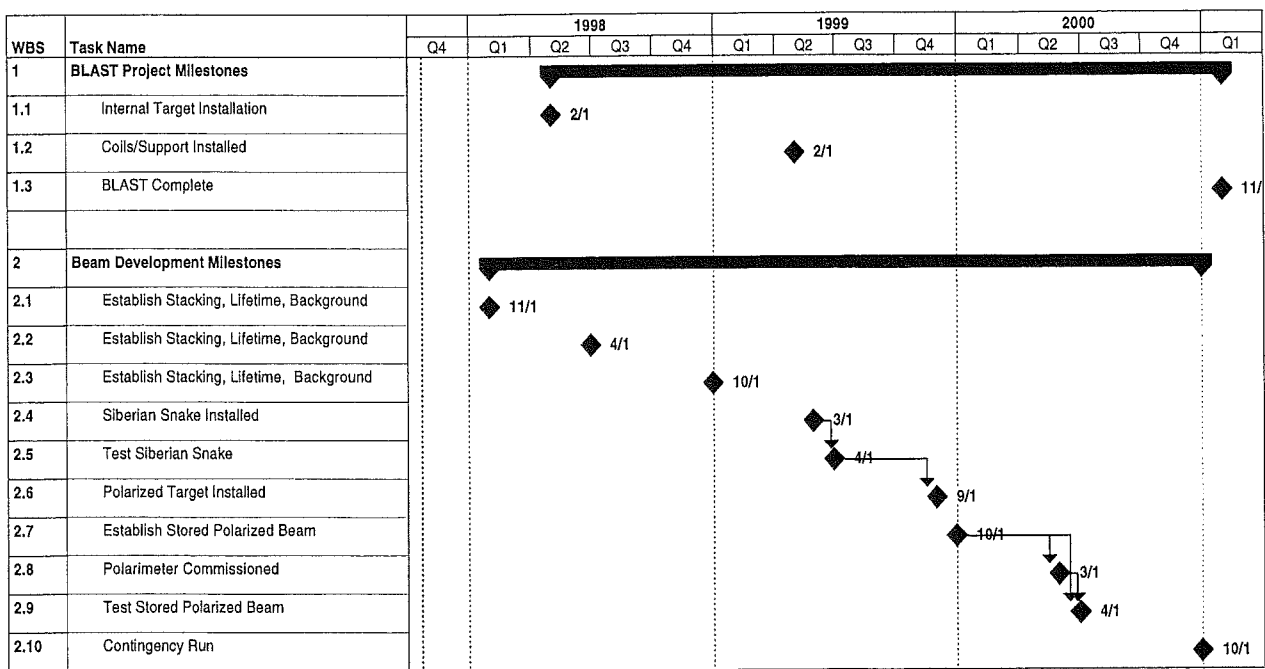 1998 1999 2000
WBS Task Name Q4 Q1 Q2 Q3 Q4 Q1 Q2 Q3 Q4 Q1 Q2 Q3 Q4 Q1
1 BLAST Project Milestones
1.1 Internal Target Installation 2/1
1.2 Coils/Support Installed 2/1
1.3 BLAST Complete 11/
2 Beam Development Milestones
2.1 Establish Stacking, Lifetime, Background 11/1
2.2 Establish Stacking, Lifetime, Background 4/1
2.3 Establish Stacking, Lifetime, Background 10/1
2.4 Siberian Snake Installed 3/1
2.5 Test Siberian Snake 4/1
2.6 Polarized Target Installed 9/1
2.7 Establish Stored Polarized Beam 10/1
2.8 Polarimeter Commissioned 3/1
2.9 Test Stored Polarized Beam 4/1
2.10 Contingency Run 10/1